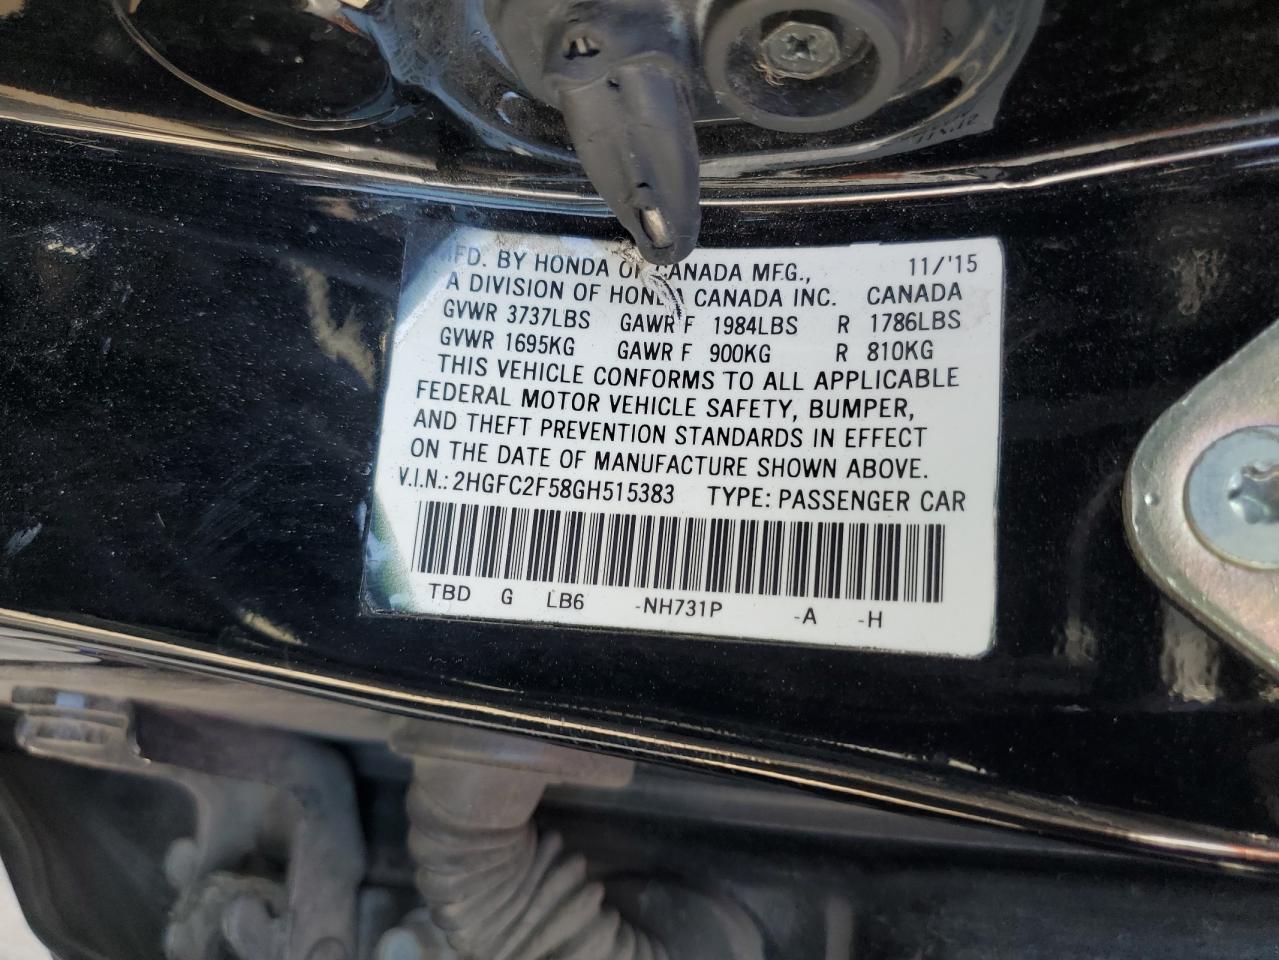 MFD. BY HONDA OF CANADA MFG., 11/'15
A DIVISION OF HONDA CANADA INC. CANADA
GVWR 3737LBS GAWR F 1984LBS R 1786LBS
GVWR 1695KG GAWR F 900KG R 810KG
THIS VEHICLE CONFORMS TO ALL APPLICABLE
FEDERAL MOTOR VEHICLE SAFETY, BUMPER,
AND THEFT PREVENTION STANDARDS IN EFFECT
ON THE DATE OF MANUFACTURE SHOWN ABOVE.
V.I.N.: 2HGFC2F58GH515383 TYPE: PASSENGER CAR
TBD G LB6 -NH731P -A -H